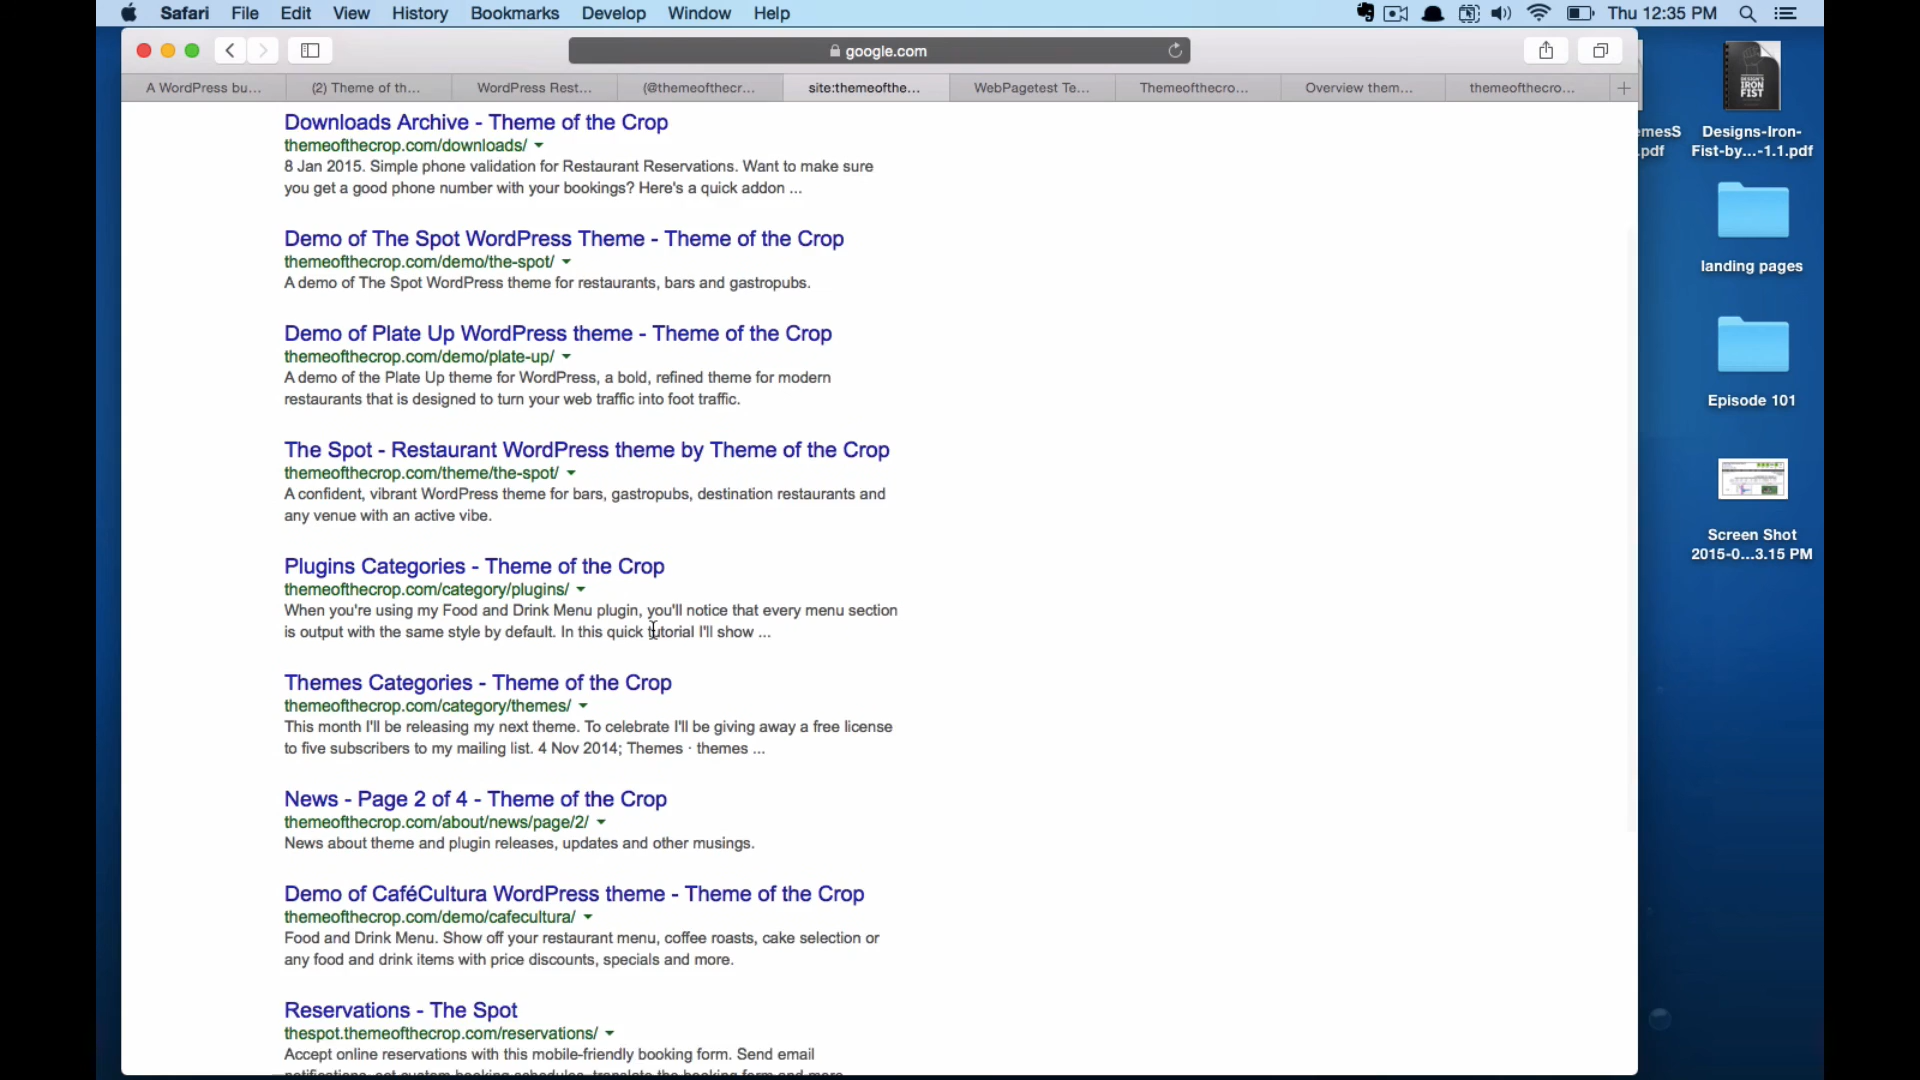 Safari File Edit View History Bookmarks Develop Window Help Thu 12:35 PM
google.com
A WordPress bu... (2) Theme of th... WordPress Rest... (@themeofthecr... site:themeofthe... WebPagetest Te... Themeofthecro... Overview them... themeofthecro...
Downloads Archive - Theme of the Crop
themeofthecrop.com/downloads/
8 Jan 2015. Simple phone validation for Restaurant Reservations. Want to make sure
you get a good phone number with your bookings? Here's a quick addon ...
Demo of The Spot WordPress Theme - Theme of the Crop
themeofthecrop.com/demo/the-spot/
A demo of The Spot WordPress theme for restaurants, bars and gastropubs.
Demo of Plate Up WordPress theme - Theme of the Crop
themeofthecrop.com/demo/plate-up/
A demo of the Plate Up theme for WordPress, a bold, refined theme for modern
restaurants that is designed to turn your web traffic into foot traffic.
The Spot - Restaurant WordPress theme by Theme of the Crop
themeofthecrop.com/theme/the-spot/
A confident, vibrant WordPress theme for bars, gastropubs, destination restaurants and
any venue with an active vibe.
Plugins Categories - Theme of the Crop
themeofthecrop.com/category/plugins/
When you're using my Food and Drink Menu plugin, you'll notice that every menu section
is output with the same style by default. In this quick tutorial I'll show ...
Themes Categories - Theme of the Crop
themeofthecrop.com/category/themes/
This month I'll be releasing my next theme. To celebrate I'll be giving away a free license
to five subscribers to my mailing list. 4 Nov 2014; Themes · themes ...
News - Page 2 of 4 - Theme of the Crop
themeofthecrop.com/about/news/page/2/
News about theme and plugin releases, updates and other musings.
Demo of CaféCultura WordPress theme - Theme of the Crop
themeofthecrop.com/demo/cafecultura/
Food and Drink Menu. Show off your restaurant menu, coffee roasts, cake selection or
any food and drink items with price discounts, specials and more.
Reservations - The Spot
thespot.themeofthecrop.com/reservations/
Accept online reservations with this mobile-friendly booking form. Send email
notifications, set custom booking schedules, translate the booking form and more.
DESIGN'S
IRON
FIST
emesS
.pdf
Designs-Iron-
Fist-by...-1.1.pdf
landing pages
Episode 101
Screen Shot
2015-0...3.15 PM